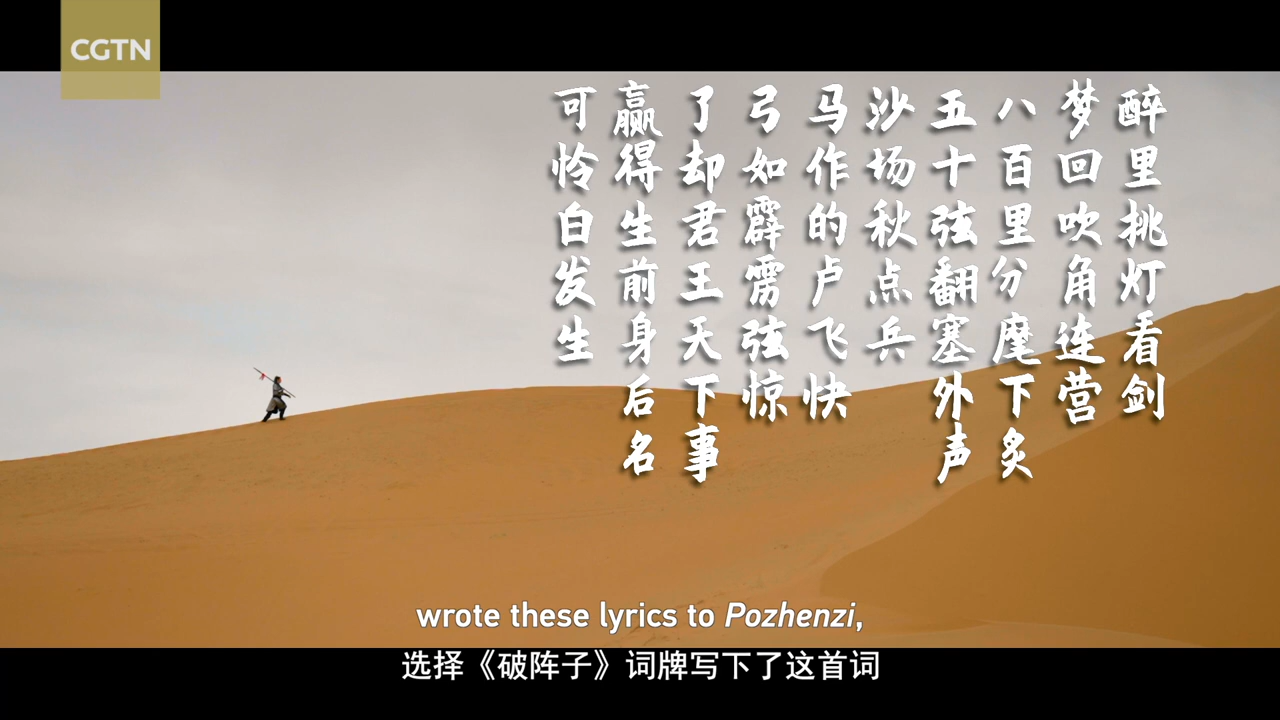 CGTN
醉里挑灯看剑
梦回吹角连营
八百里分麾下炙
五十弦翻塞外声
沙场秋点兵
马作的卢飞快
弓如霹雳弦惊
了却君王天下事
赢得生前身后名
可怜白发生
wrote these lyrics to Pozhenzi,
选择《破阵子》词牌写下了这首词